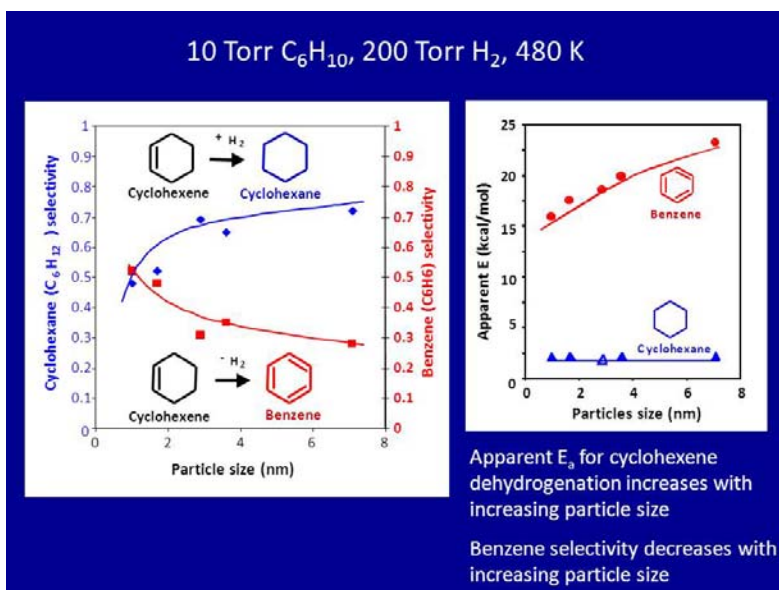 10 Torr C₆H₁₀, 200 Torr H₂, 480 K
Cyclohexane (C₆H₁₂) selectivity
1
0.9
0.8
0.7
0.6
0.5
0.4
0.3
0.2
0.1
0
+ H₂
Cyclohexene
Cyclohexane
- H₂
Cyclohexene
Benzene
0 2 4 6 8
Particle size (nm)
1
0.9
0.8
0.7
0.6
0.5
0.4
0.3
0.2
0.1
0
Benzene (C6H6) selectivity
Apparent E (kcal/mol)
25
20
15
10
5
0
Benzene
Cyclohexane
0 2 4 6 8
Particles size (nm)
Apparent Eₐ for cyclohexene
dehydrogenation increases with
increasing particle size
Benzene selectivity decreases with
increasing particle size